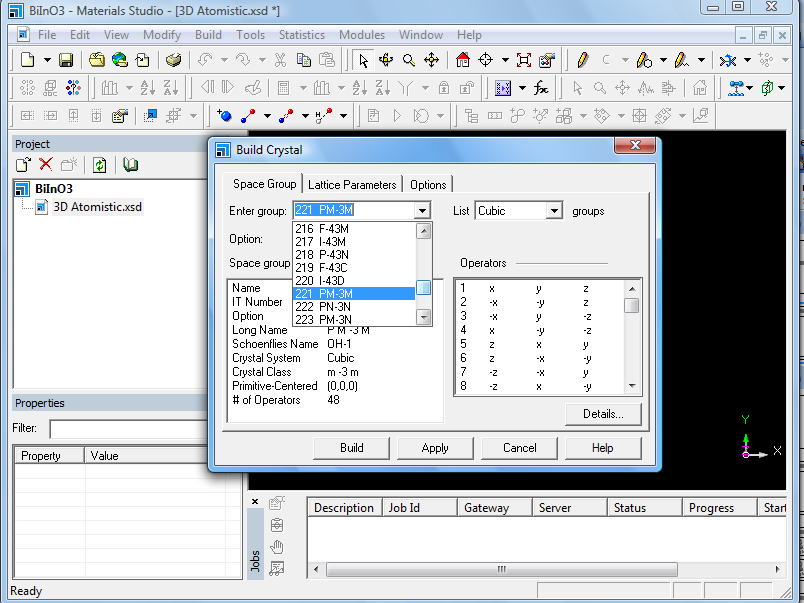 BiInO3 - Materials Studio - [3D Atomistic.xsd *]
File Edit View Modify Build Tools Statistics Modules Window Help
Project
BiInO3
3D Atomistic.xsd
Build Crystal
Space Group Lattice Parameters Options
Enter group: 221 PM-3M List Cubic groups
216 F-43M
217 I-43M
Option:
218 P-43N
219 F-43C
Space group
Operators
220 I-43D
221 PM-3M
222 PN-3N
223 PM-3N
Name
IT Number
Option
Long Name P M -3 M
Schoenflies Name OH-1
Crystal System Cubic
Crystal Class m -3 m
Primitive-Centered (0,0,0)
# of Operators 48
1 x y z
2 -x -y z
3 -x y -z
4 x -y -z
5 z x y
6 z -x -y
7 -z -x y
8 -z x -y
Details...
Build Apply Cancel Help
Properties
Filter:
Property Value
Y
X
Jobs
Description Job Id Gateway Server Status Progress Start
Ready